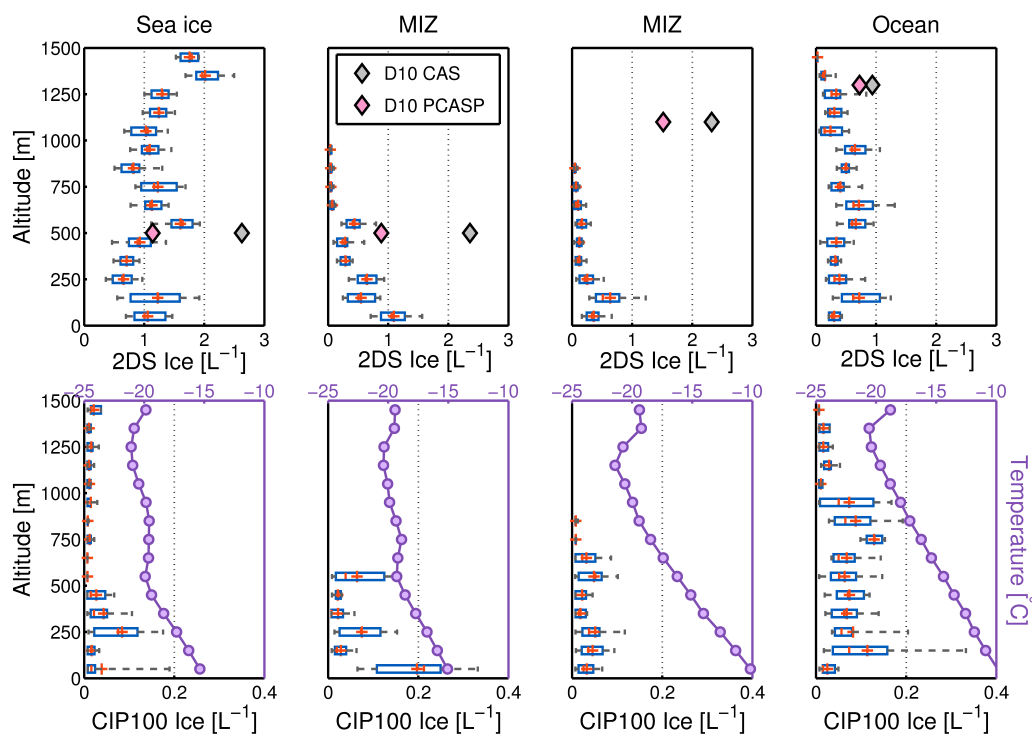 Sea ice MIZ MIZ Ocean
D10 CAS
D10 PCASP
Altitude [m]
1500
1250
1000
750
500
250
0
0 1 2 3 0 1 2 3 0 1 2 3 0 1 2 3
2DS Ice [L⁻¹] 2DS Ice [L⁻¹] 2DS Ice [L⁻¹] 2DS Ice [L⁻¹]
-25 -20 -15 -10 -25 -20 -15 -10 -25 -20 -15 -10 -25 -20 -15 -10
Altitude [m]
1500
1250
1000
750
500
250
0
Temperature [°C]
0 0.2 0.4 0 0.2 0.4 0 0.2 0.4 0 0.2 0.4
CIP100 Ice [L⁻¹] CIP100 Ice [L⁻¹] CIP100 Ice [L⁻¹] CIP100 Ice [L⁻¹]